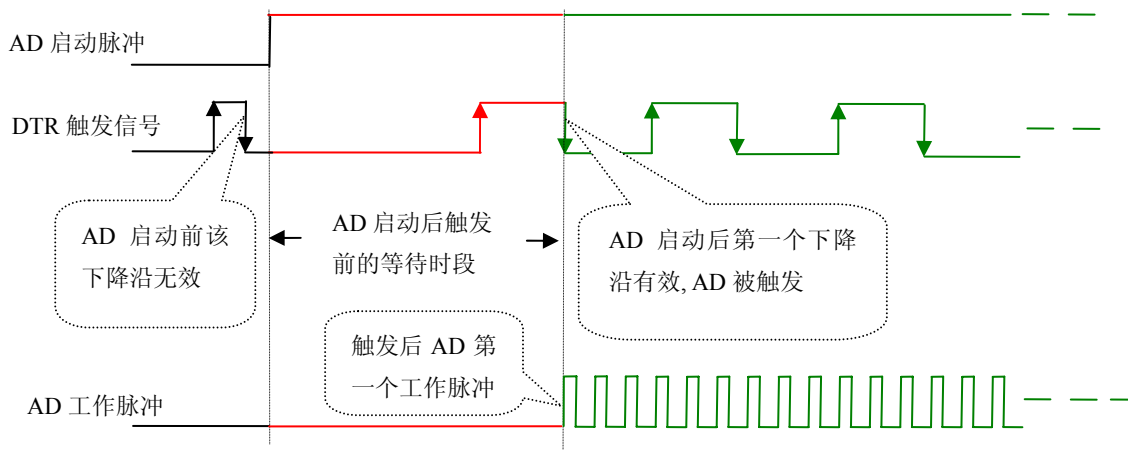 AD 启动脉冲
DTR 触发信号
AD 启动前该
下降沿无效
AD 启动后触发
前的等待时段
AD 启动后第一个下降
沿有效, AD 被触发
触发后 AD 第
一个工作脉冲
AD 工作脉冲